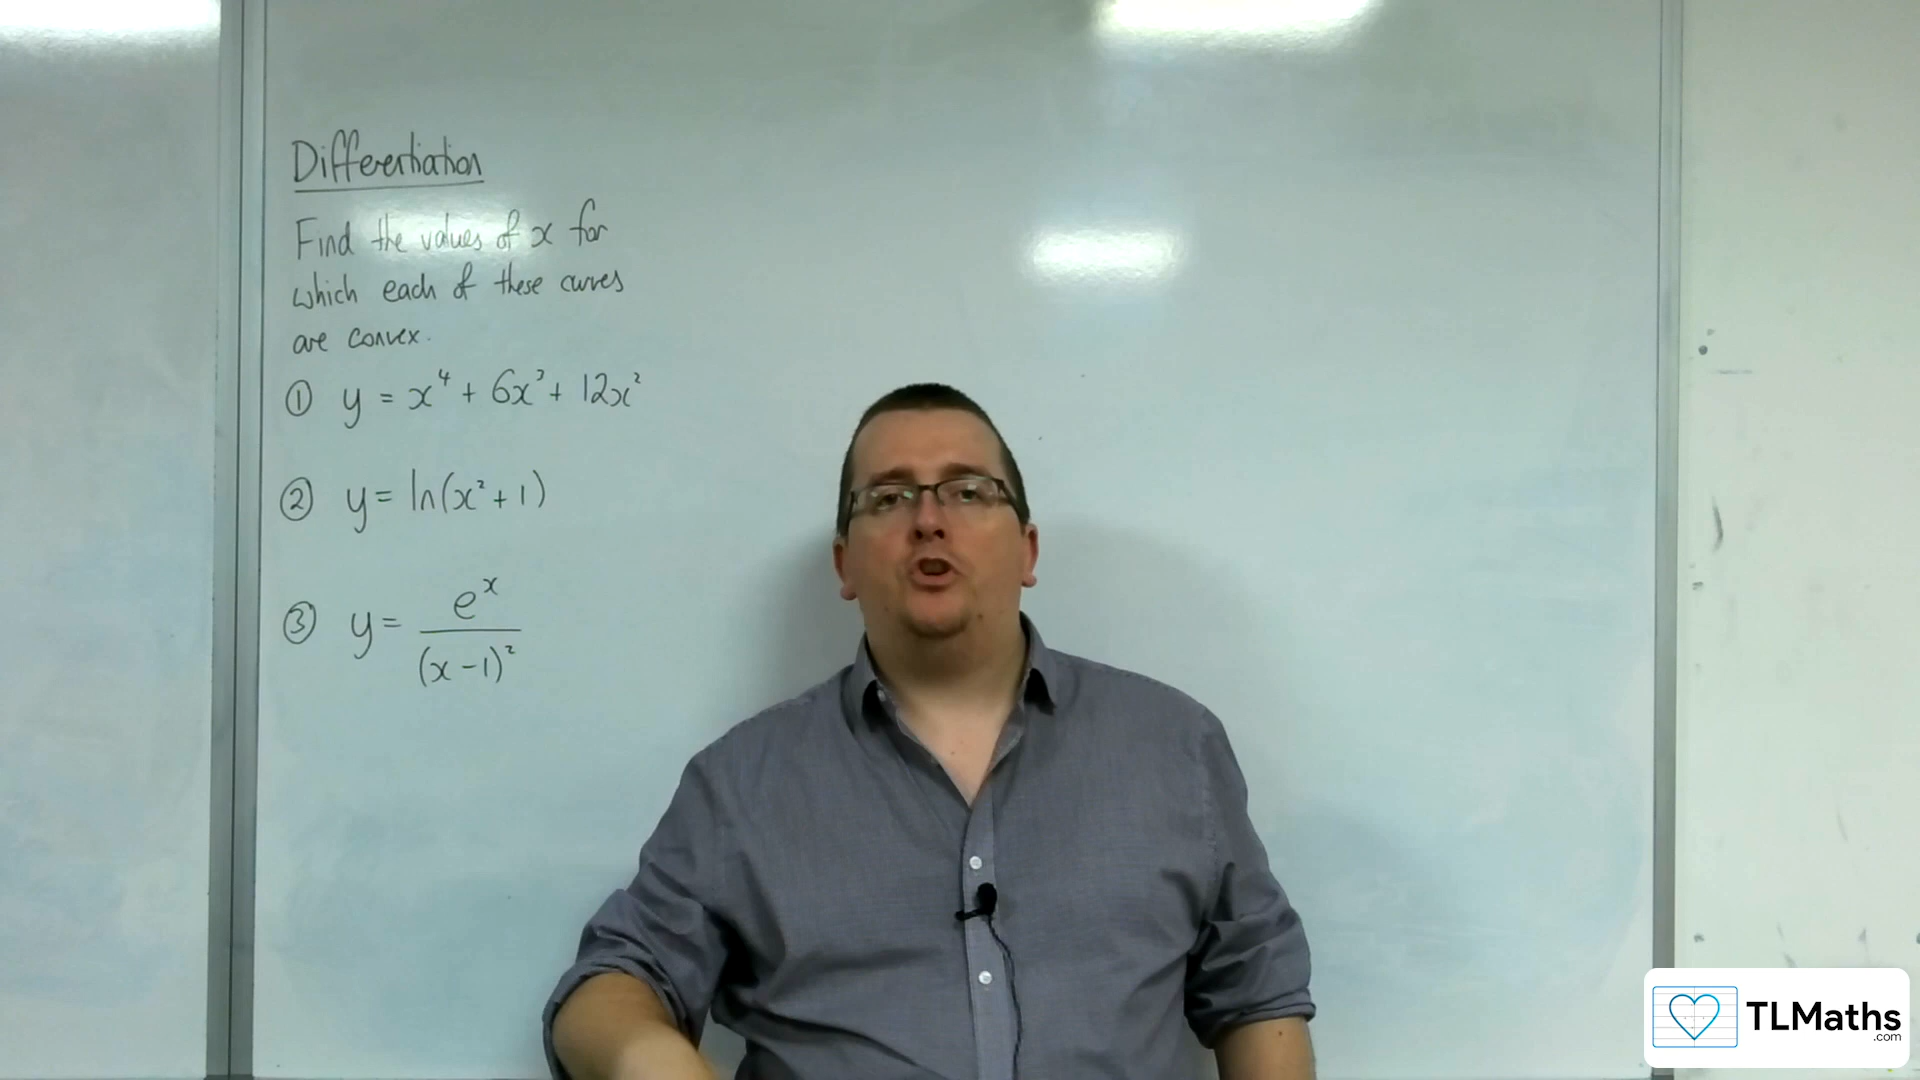 Differentiation
Find the values of x for
which each of these curves
are convex.
① y = x⁴ + 6x³ + 12x²
② y = ln(x² + 1)
③ y = eˣ
(x - 1)²
TLMaths
.com